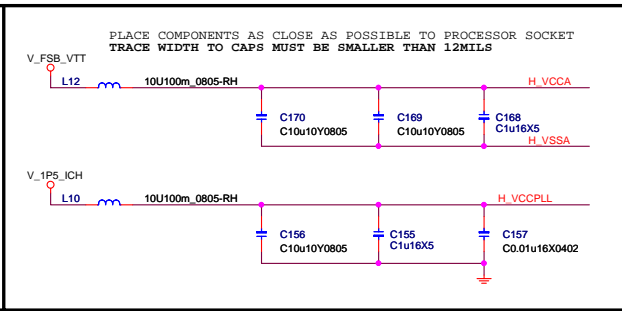 PLACE COMPONENTS AS CLOSE AS POSSIBLE TO PROCESSOR SOCKET
TRACE WIDTH TO CAPS MUST BE SMALLER THAN 12MILS
V_FSB_VTT
L12 10U100m_0805-RH H_VCCA
C170 C169 C168
C10u10Y0805 C10u10Y0805 C1u16X5
H_VSSA
V_1P5_ICH
L10 10U100m_0805-RH H_VCCPLL
C156 C155 C157
C10u10Y0805 C1u16X5 C0.01u16X0402